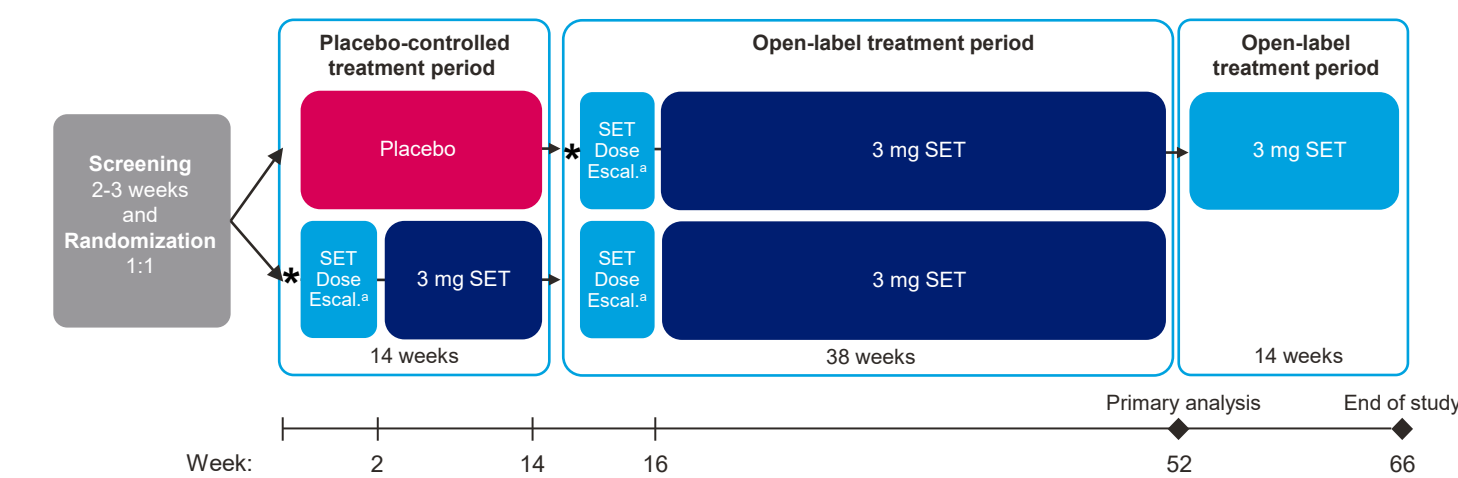 Placebo-controlled
treatment period
Open-label treatment period
Open-label
treatment period
Screening
2-3 weeks
and
Randomization
1:1
Placebo
*
SET
Dose
Escal.ᵃ
3 mg SET
3 mg SET
*
SET
Dose
Escal.ᵃ
3 mg SET
SET
Dose
Escal.ᵃ
3 mg SET
14 weeks
38 weeks
14 weeks
Primary analysis
End of study
Week:
2
14
16
52
66